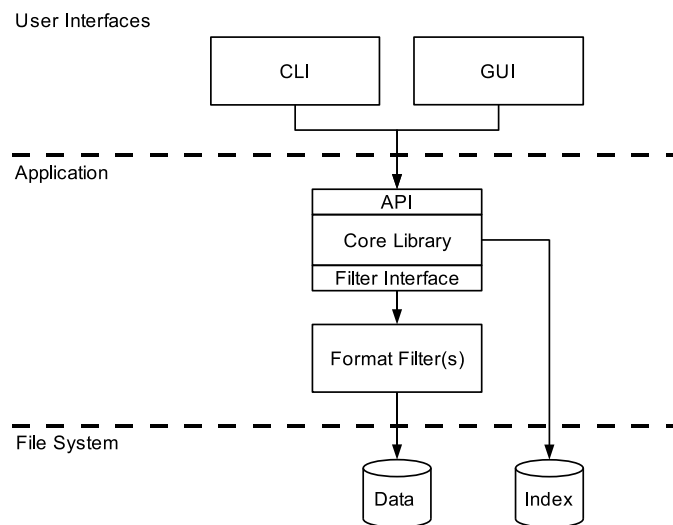 User Interfaces
CLI
GUI
Application
API
Core Library
Filter Interface
Format Filter(s)
File System
Data
Index